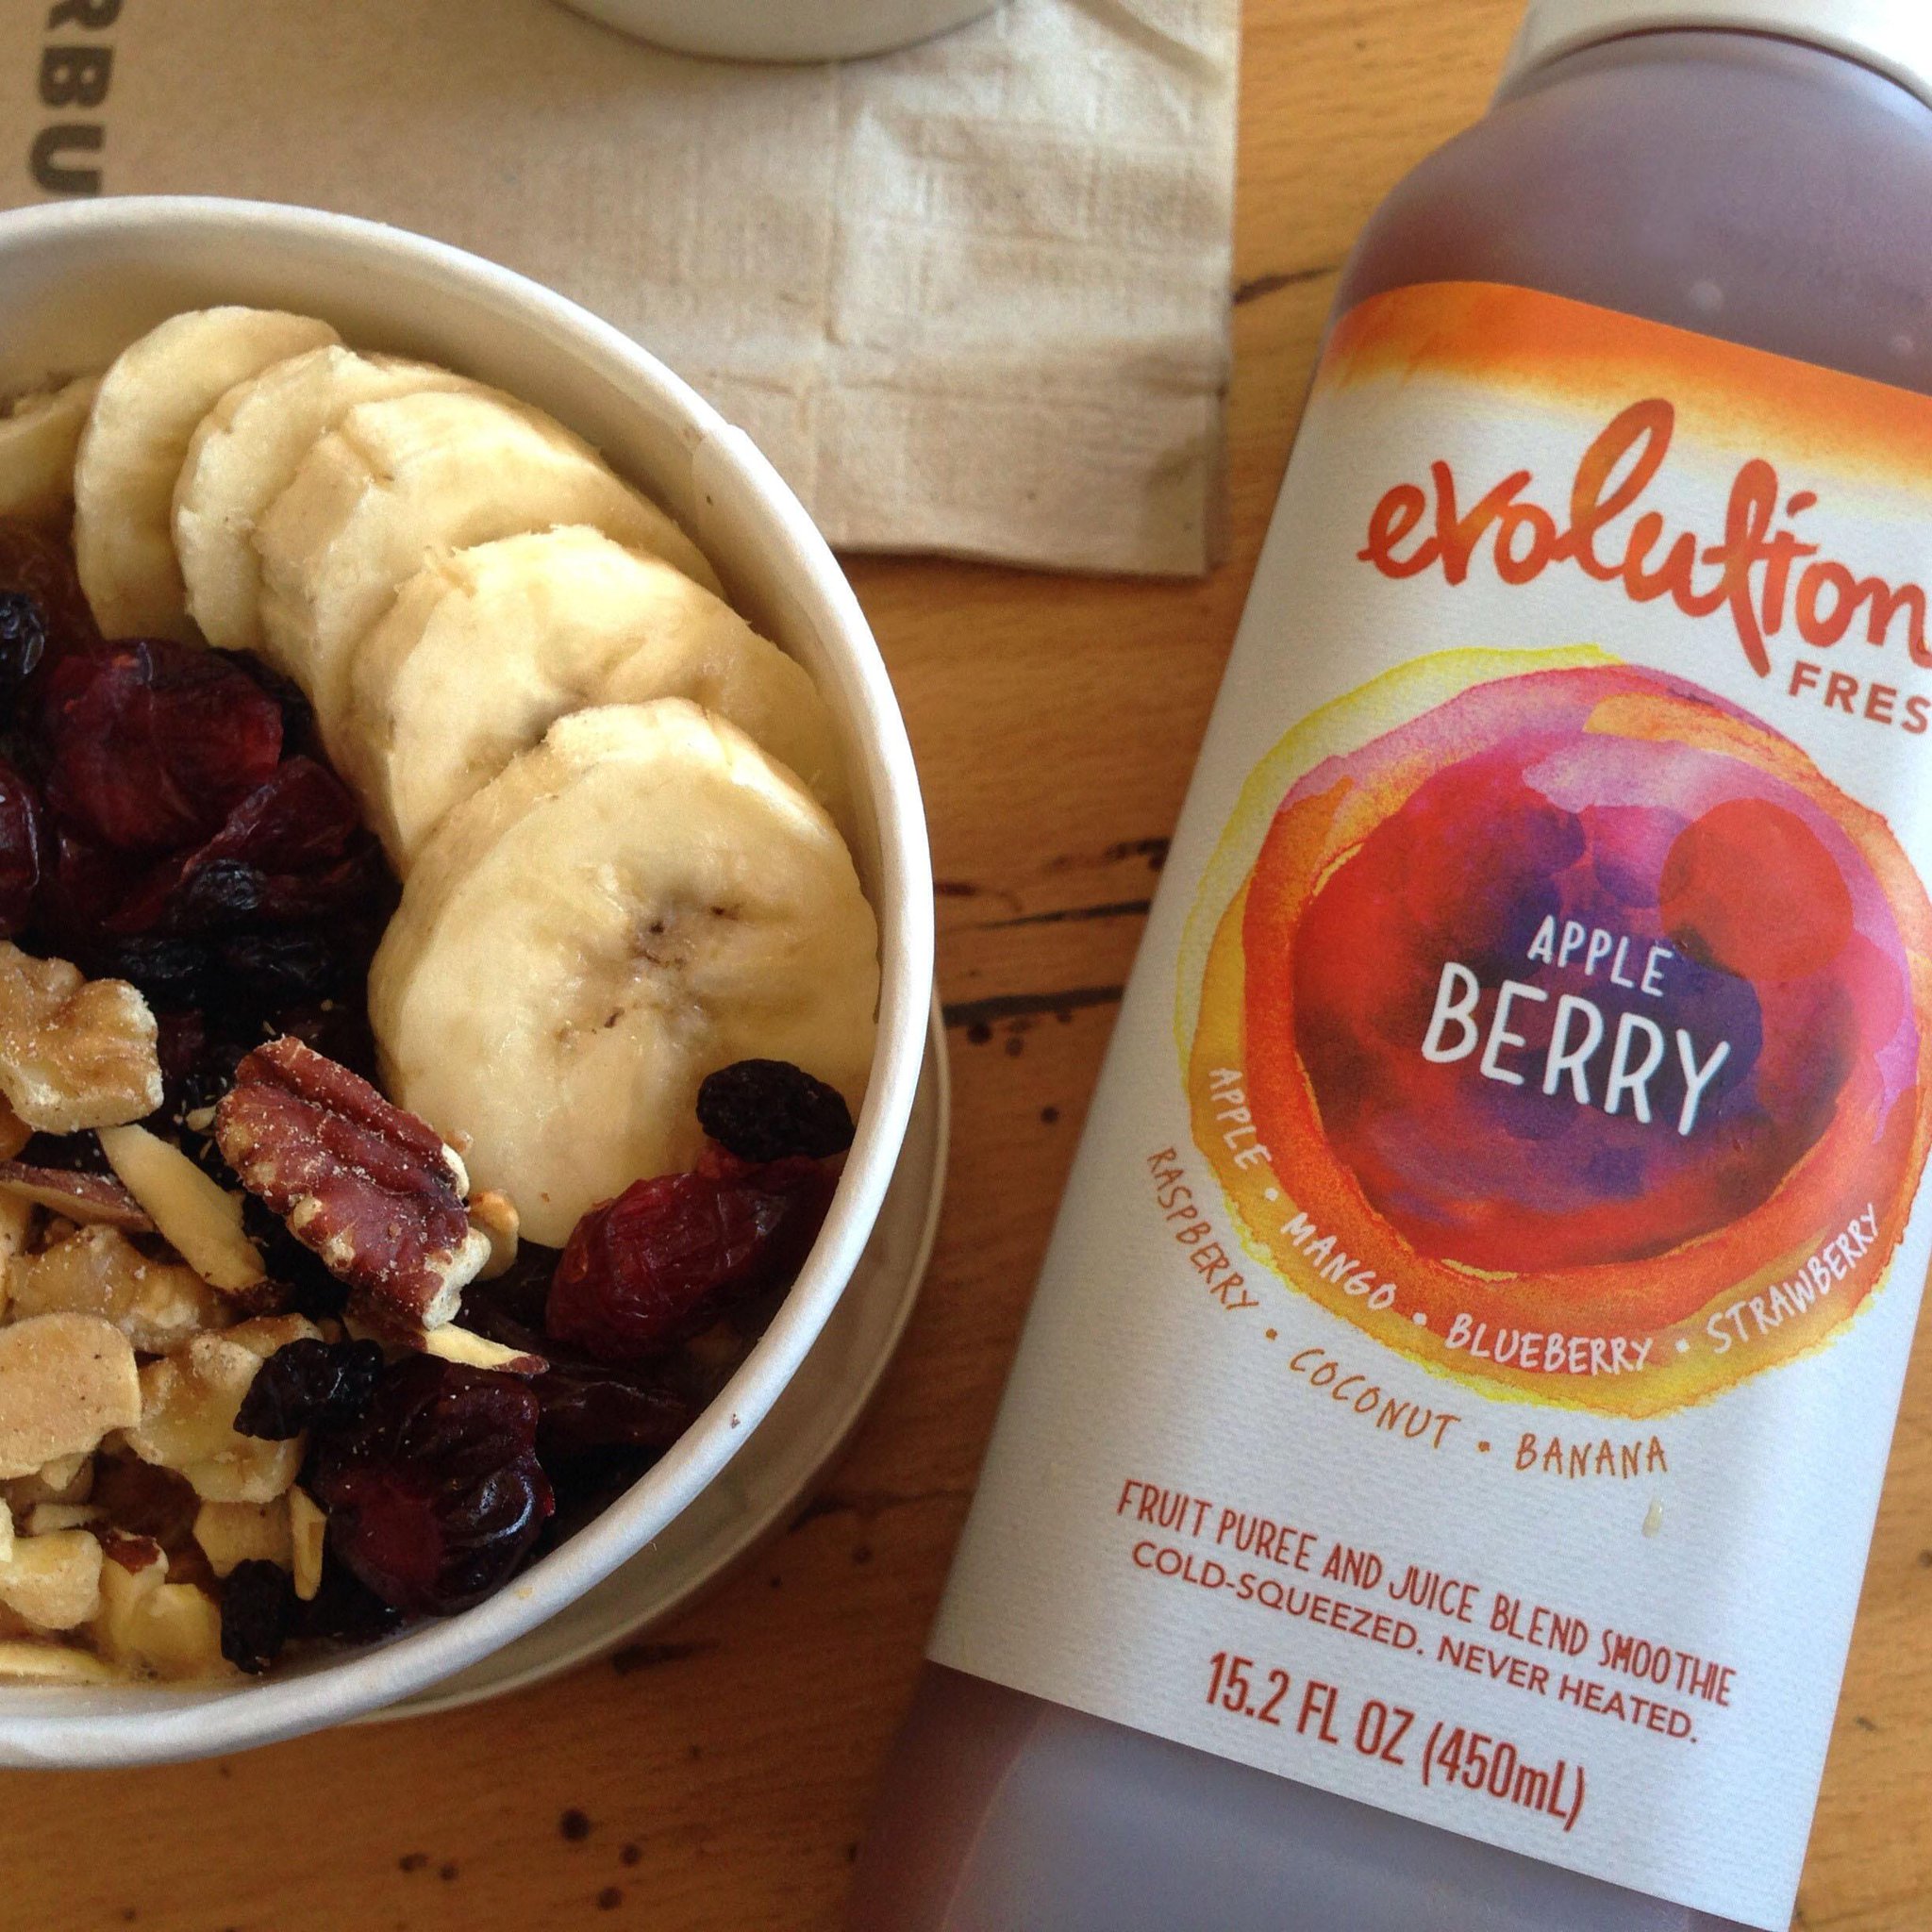 RBU
evolution
FRES
APPLE
BERRY
APPLE • MANGO • BLUEBERRY • STRAWBERRY
RASPBERRY • COCONUT • BANANA
FRUIT PUREE AND JUICE BLEND SMOOTHIE
COLD-SQUEEZED. NEVER HEATED.
15.2 FL OZ (450mL)